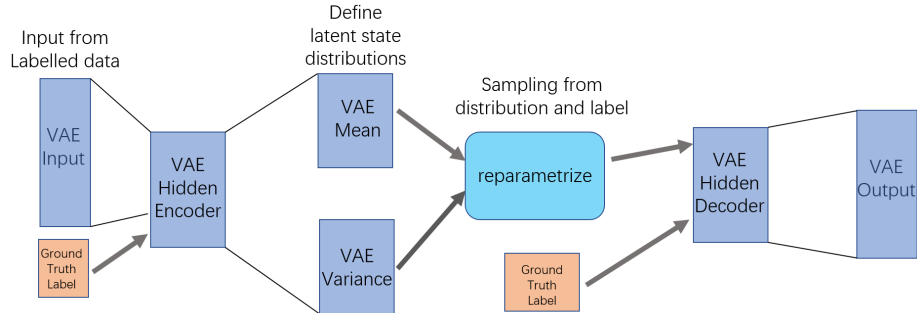 Input from
Labelled data
VAE
Input
Ground
Truth
Label
VAE
Hidden
Encoder
Define
latent state
distributions
VAE
Mean
VAE
Variance
Sampling from
distribution and label
reparametrize
Ground
Truth
Label
VAE
Hidden
Decoder
VAE
Output